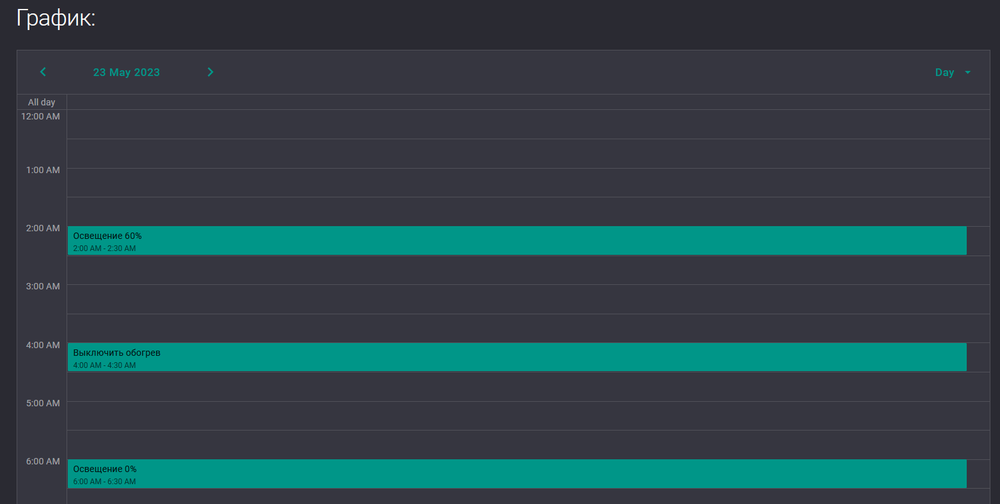 График:
23 May 2023
Day
All day
12:00 AM
1:00 AM
2:00 AM
Освещение 60%
2:00 AM - 2:30 AM
3:00 AM
4:00 AM
Выключить обогрев
4:00 AM - 4:30 AM
5:00 AM
6:00 AM
Освещение 0%
6:00 AM - 6:30 AM